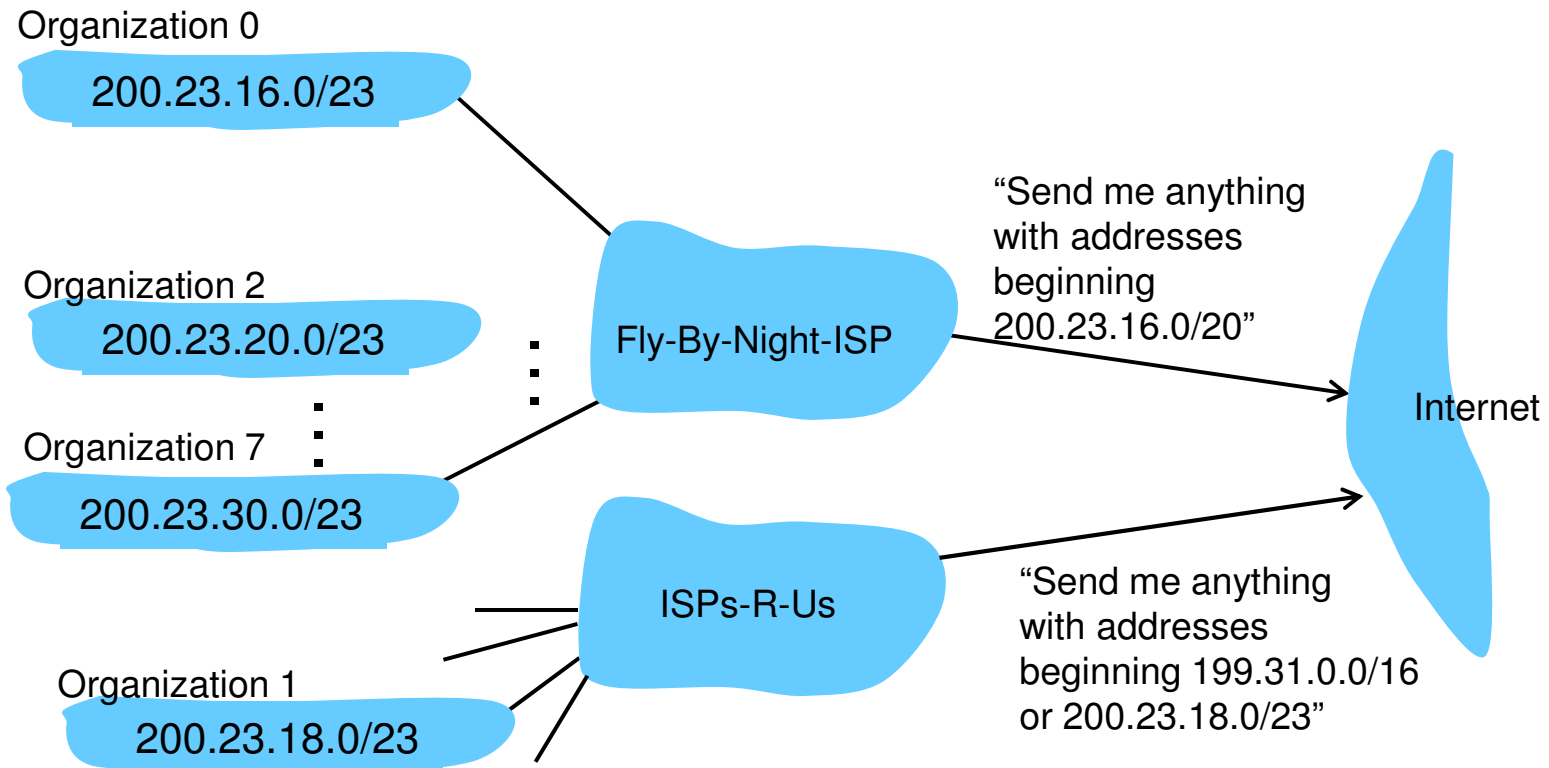 Organization 0
200.23.16.0/23
Organization 2
200.23.20.0/23
Organization 7
200.23.30.0/23
Fly-By-Night-ISP
“Send me anything
with addresses
beginning
200.23.16.0/20”
Internet
ISPs-R-Us
“Send me anything
with addresses
beginning 199.31.0.0/16
or 200.23.18.0/23”
Organization 1
200.23.18.0/23